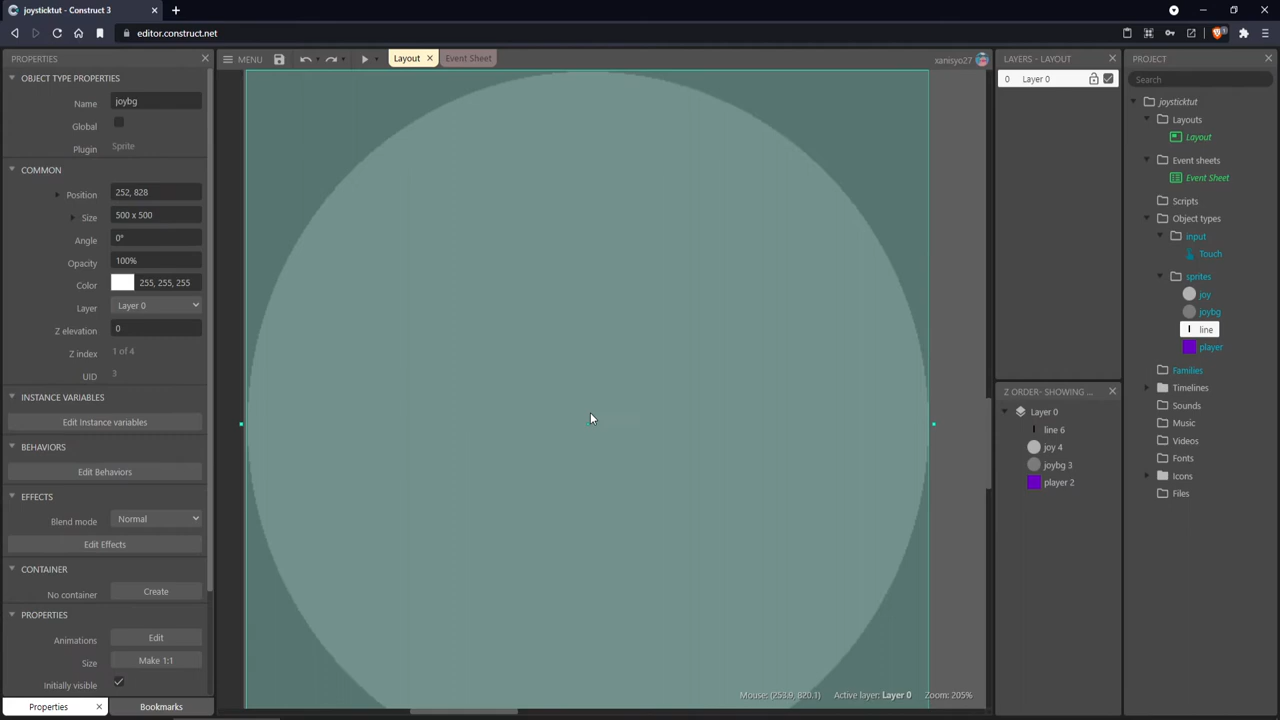 joysticktut - Construct 3
editor.construct.net
PROPERTIES
OBJECT TYPE PROPERTIES
Name joybg
Global
Plugin Sprite
COMMON
Position 252, 828
Size 500 x 500
Angle 0°
Opacity 100%
Color 255, 255, 255
Layer Layer 0
Z elevation 0
Z index 1 of 4
UID 3
INSTANCE VARIABLES
Edit Instance variables
BEHAVIORS
Edit Behaviors
EFFECTS
Blend mode Normal
Edit Effects
CONTAINER
No container Create
PROPERTIES
Animations Edit
Size Make 1:1
Initially visible
Properties
Bookmarks
MENU
Layout
Event Sheet
xanisyo27
Mouse: (253.9, 820.1) Active layer: Layer 0 Zoom: 205%
LAYERS - LAYOUT
0 Layer 0
Z ORDER- SHOWING ...
Layer 0
line 6
joy 4
joybg 3
player 2
PROJECT
Search
joysticktut
Layouts
Layout
Event sheets
Event Sheet
Scripts
Object types
input
Touch
sprites
joy
joybg
line
player
Families
Timelines
Sounds
Music
Videos
Fonts
Icons
Files